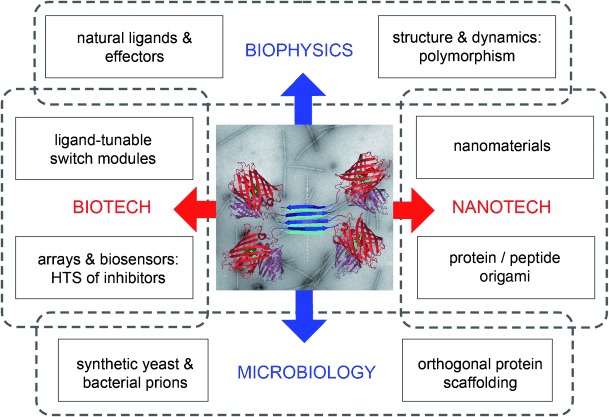 natural ligands &
effectors
BIOPHYSICS
structure & dynamics:
polymorphism
ligand-tunable
switch modules
nanomaterials
BIOTECH
NANOTECH
arrays & biosensors:
HTS of inhibitors
protein / peptide
origami
synthetic yeast &
bacterial prions
MICROBIOLOGY
orthogonal protein
scaffolding